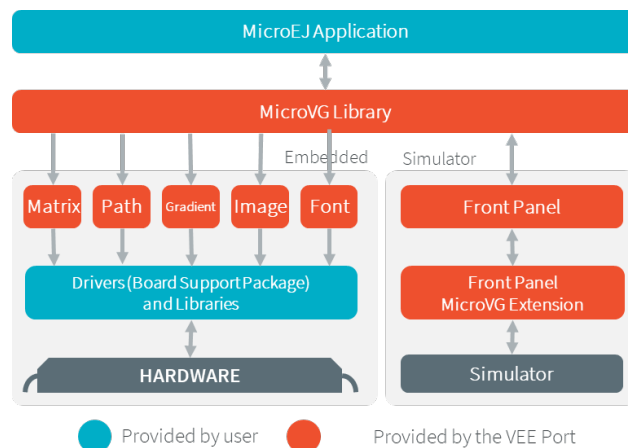 MicroEJ Application
MicroVG Library
Embedded
Simulator
Matrix
Path
Gradient
Image
Font
Front Panel
Drivers (Board Support Package)
and Libraries
Front Panel
MicroVG Extension
HARDWARE
Simulator
Provided by user
Provided by the VEE Port